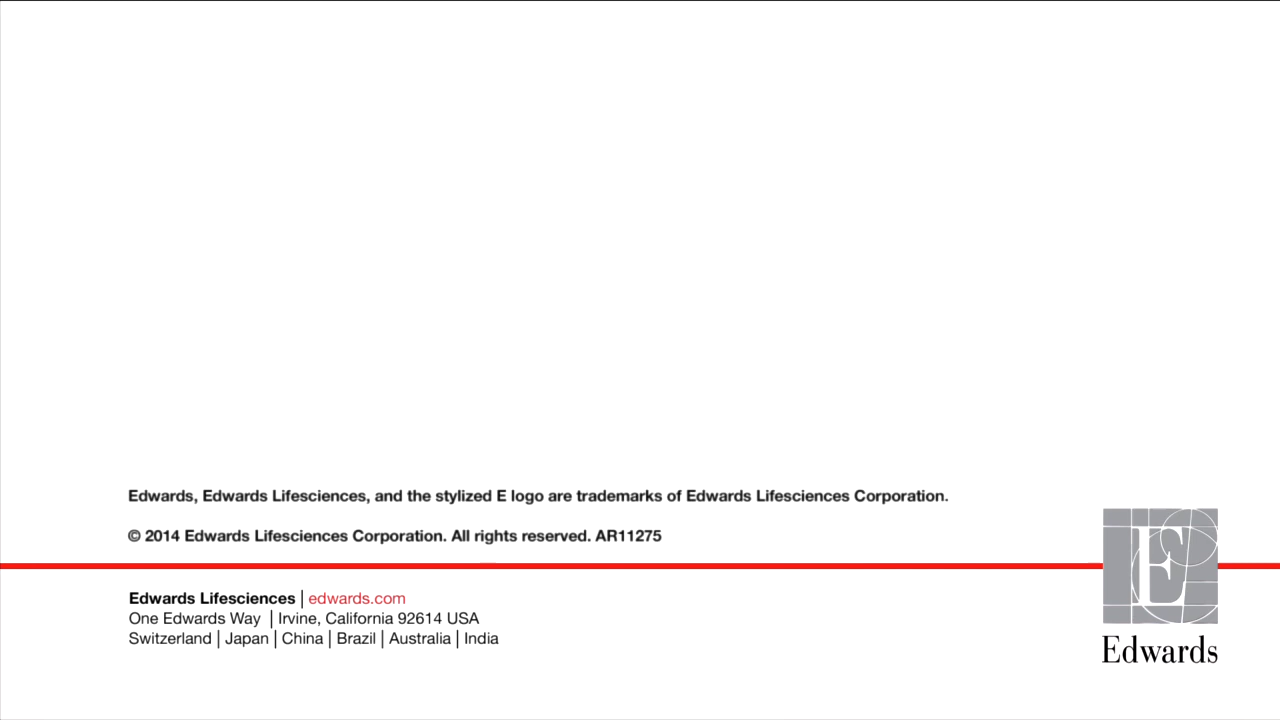 Edwards, Edwards Lifesciences, and the stylized E logo are trademarks of Edwards Lifesciences Corporation.
© 2014 Edwards Lifesciences Corporation. All rights reserved. AR11275
Edwards Lifesciences | edwards.com
One Edwards Way | Irvine, California 92614 USA
Switzerland | Japan | China | Brazil | Australia | India
E
Edwards